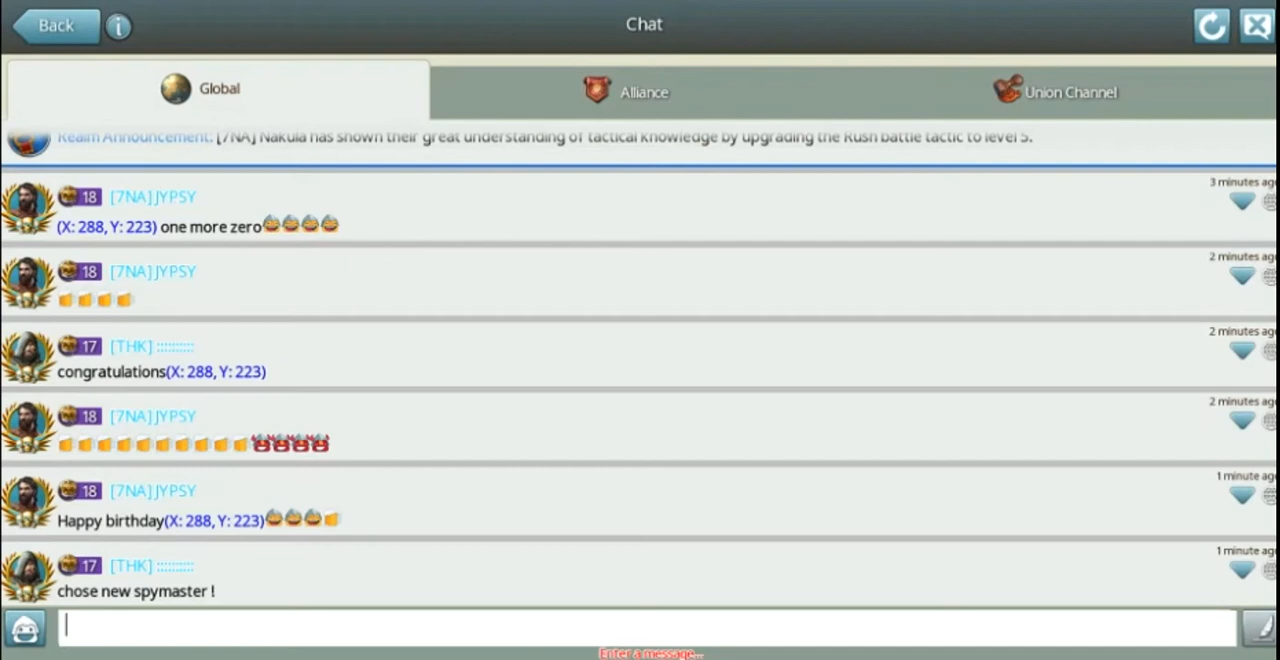 Back
Chat
Global
Alliance
Union Channel
Realm Announcement: [7NA] Nakula has shown their great understanding of tactical knowledge by upgrading the Rush battle tactic to level 5.
3 minutes ago
18 [7NA] JYPSY
(X: 288, Y: 223) one more zero
2 minutes ago
18 [7NA] JYPSY
2 minutes ago
17 [THK] ::::::::::
congratulations(X: 288, Y: 223)
2 minutes ago
18 [7NA] JYPSY
1 minute ago
18 [7NA] JYPSY
Happy birthday(X: 288, Y: 223)
1 minute ago
17 [THK] ::::::::::
chose new spymaster !
Enter a message...